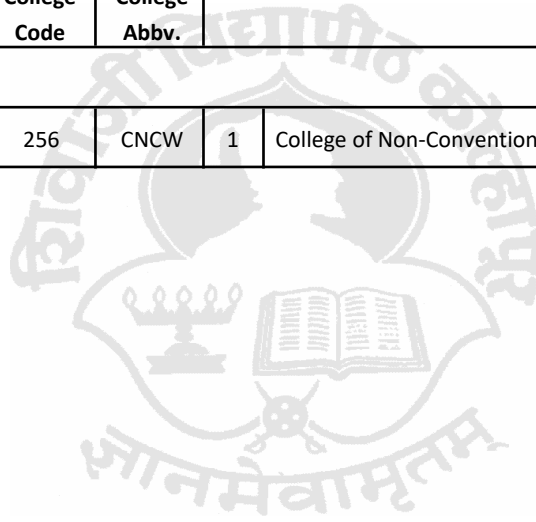 College College
Code Abbv.
256 CNCW 1 College of Non-Convention
शिवाजी विद्यापीठ कोल्हापूर
ज्ञानमेवामृतम्